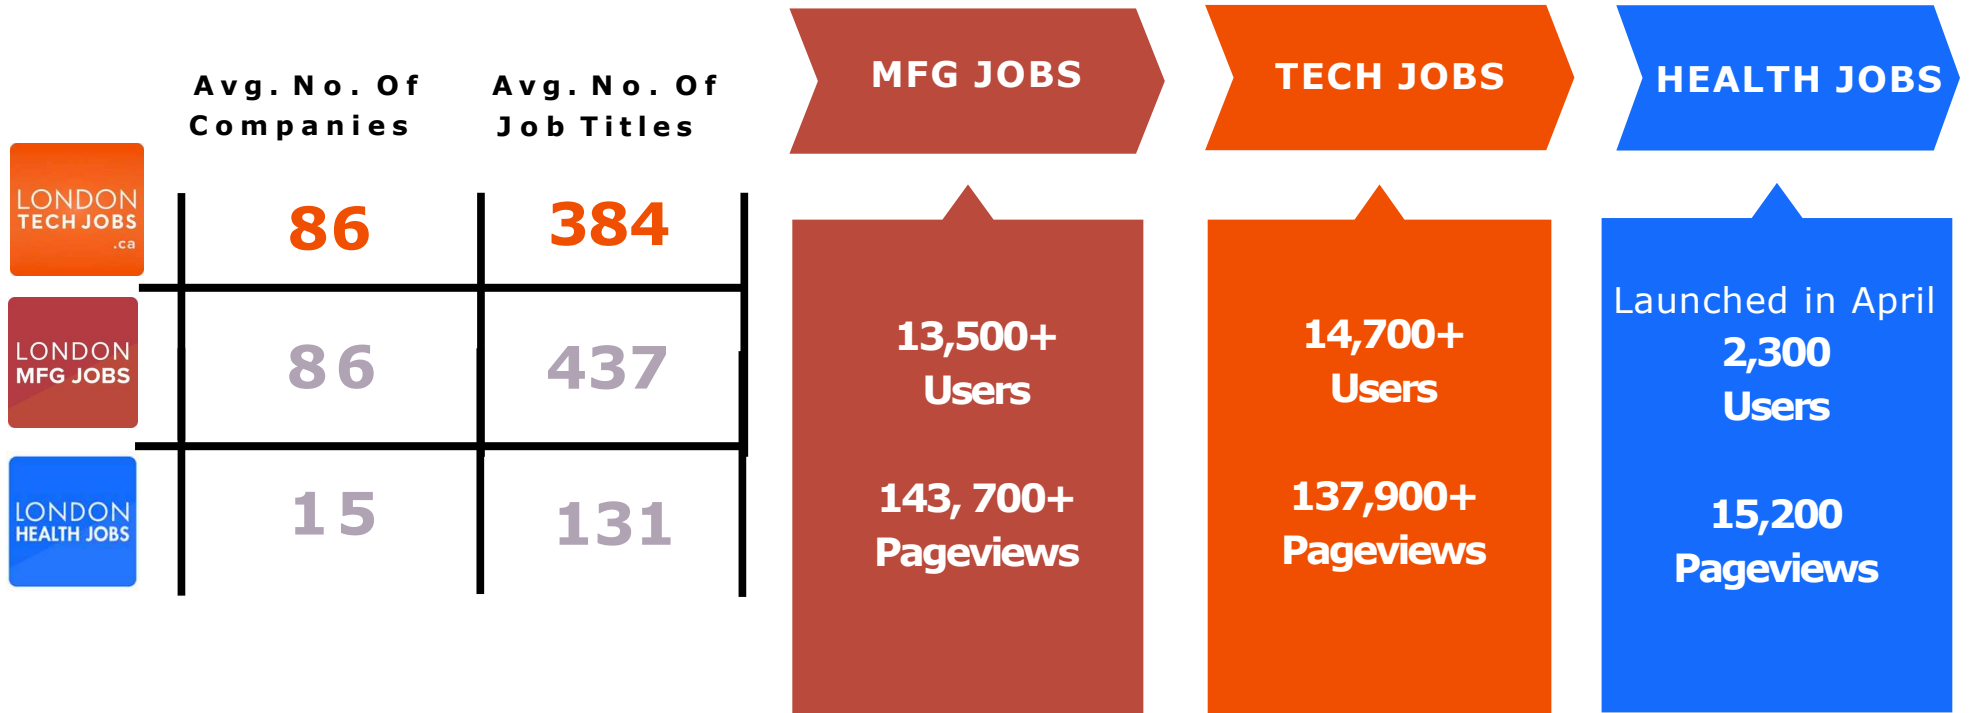 Avg. No. Of
Companies
Avg. No. Of
Job Titles
LONDON
TECH JOBS
.ca
86
384
LONDON
MFG JOBS
86
437
LONDON
HEALTH JOBS
15
131
MFG JOBS
13,500+
Users
143, 700+
Pageviews
TECH JOBS
14,700+
Users
137,900+
Pageviews
HEALTH JOBS
Launched in April
2,300
Users
15,200
Pageviews